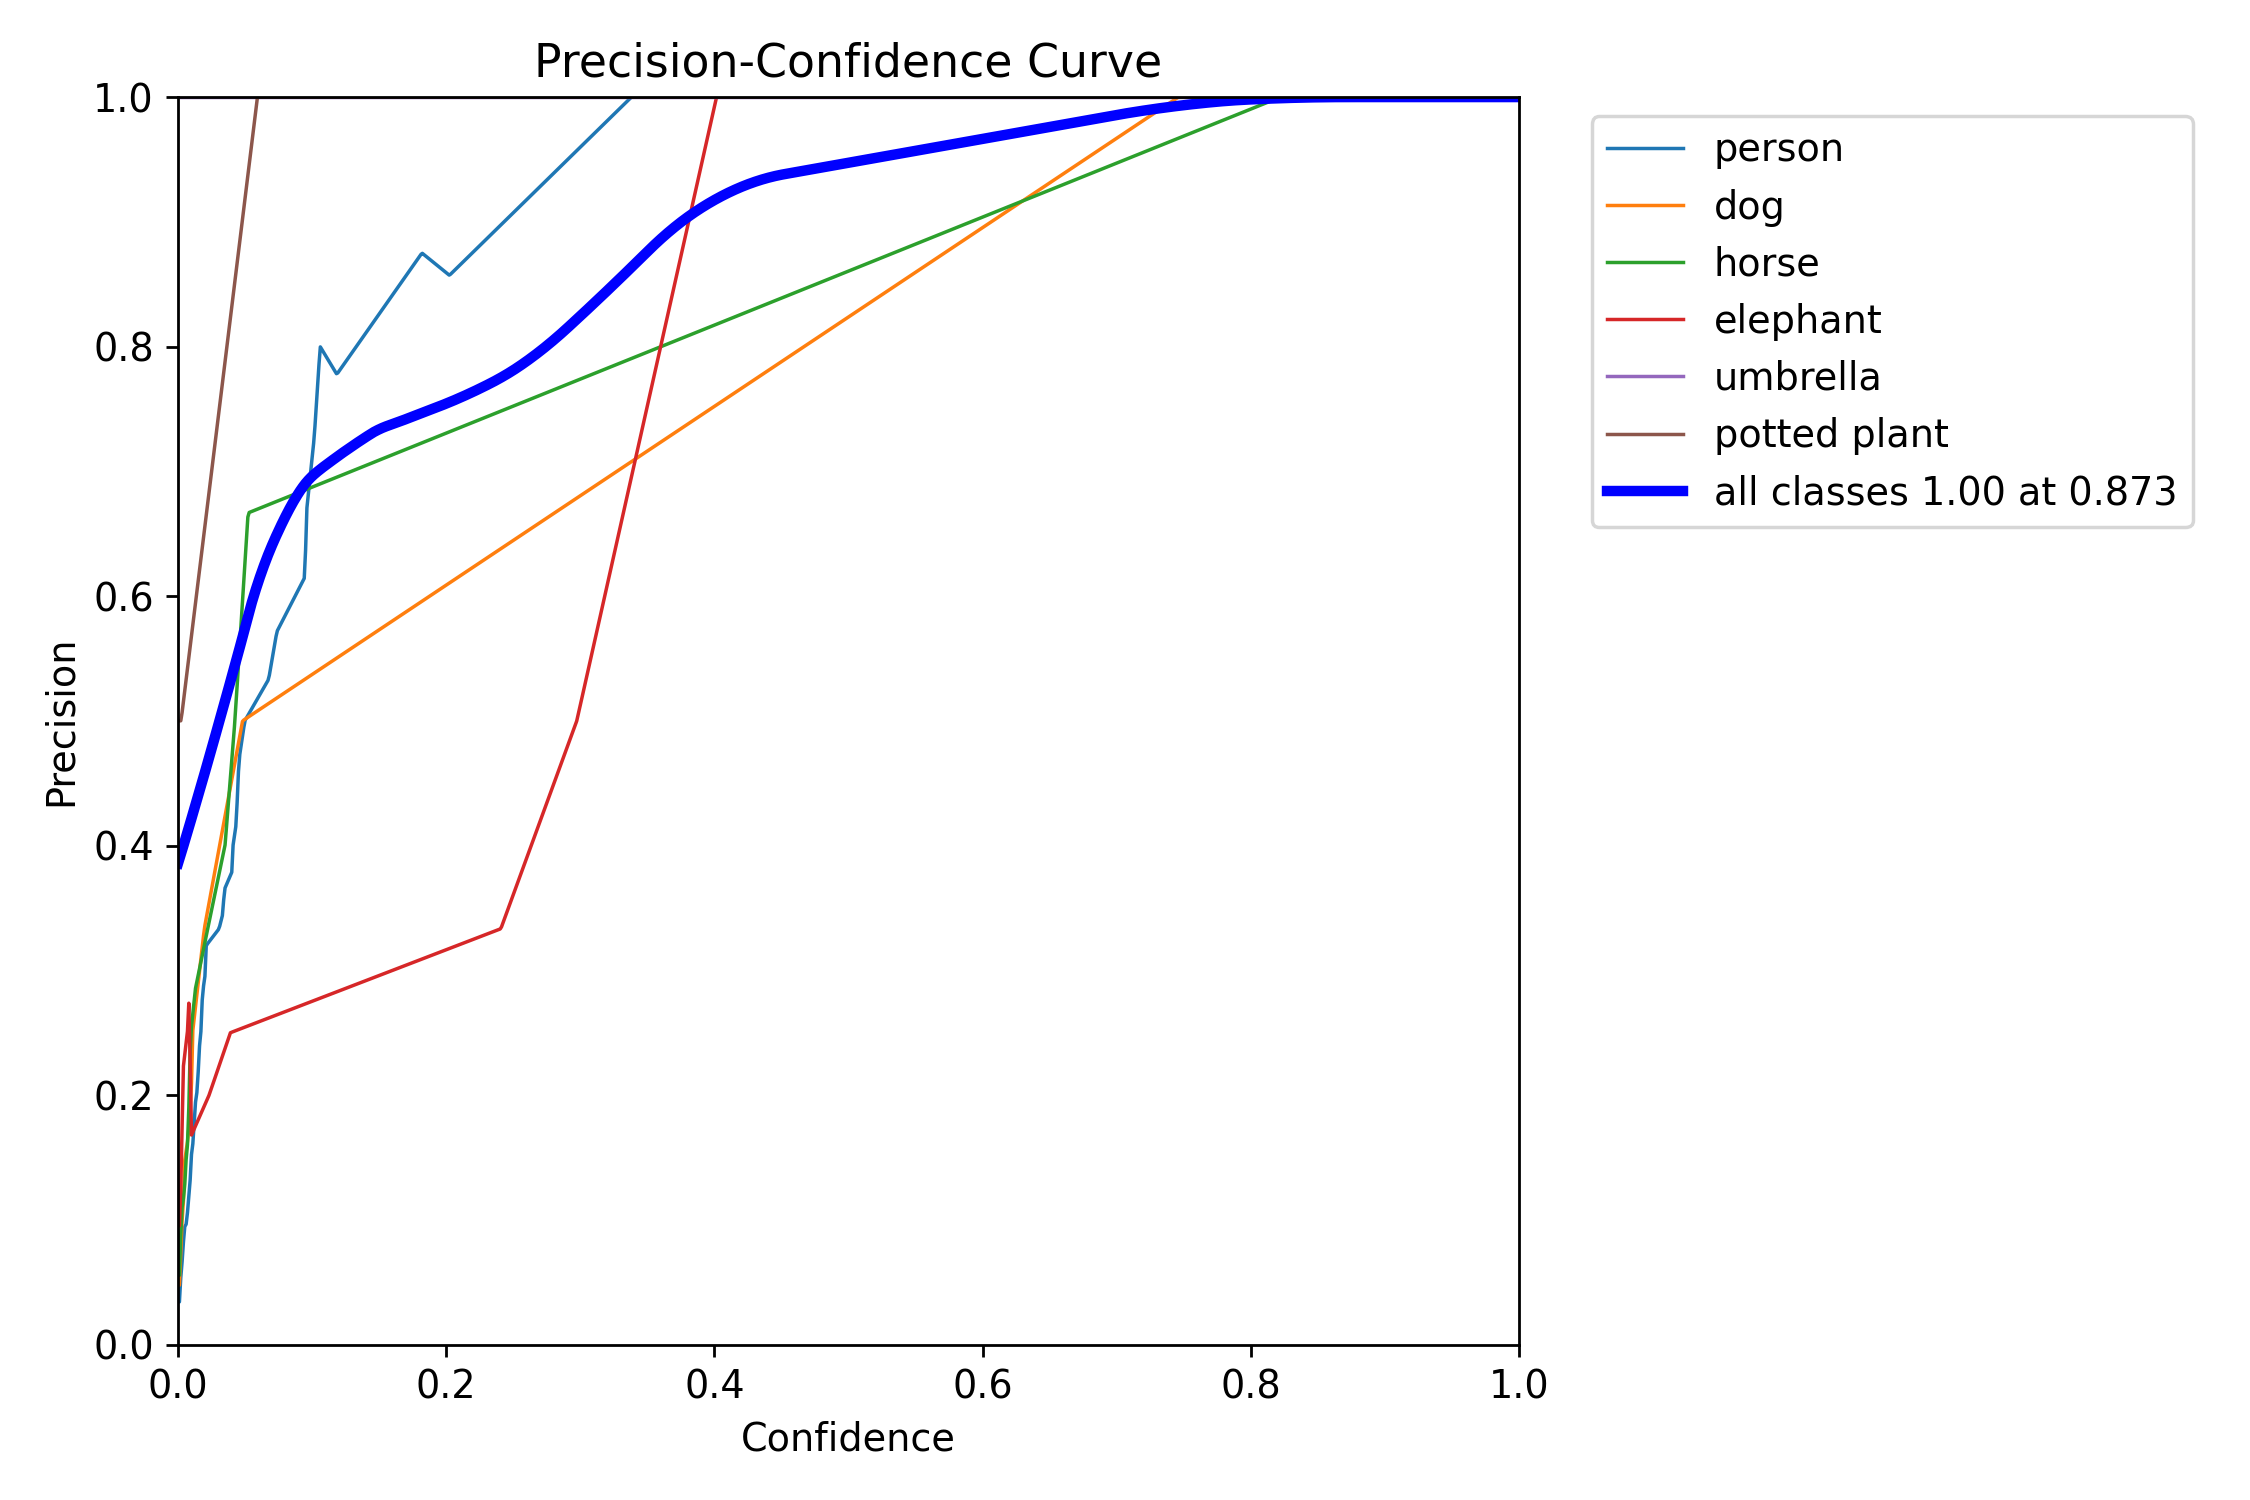 Precision-Confidence Curve
1.0
0.8
0.6
0.4
0.2
0.0
Precision
0.0 0.2 0.4 0.6 0.8 1.0
Confidence
person
dog
horse
elephant
umbrella
potted plant
all classes 1.00 at 0.873